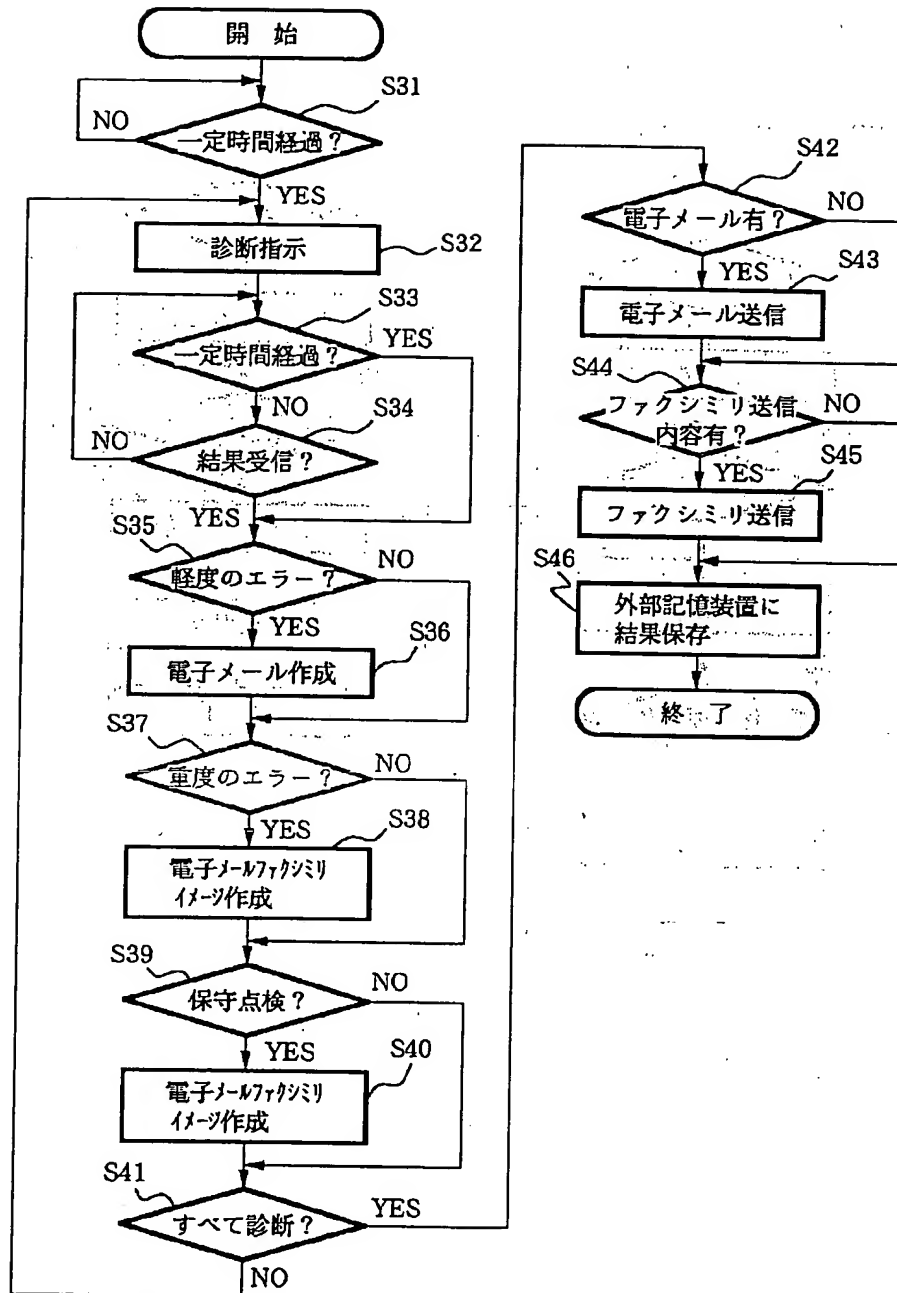 開 始
S31
NO
一定時間経過?
YES
診断指示
S32
S33
一定時間経過?
YES
NO
S34
NO
結果受信?
YES
S35
軽度のエラー?
NO
YES
S36
電子メール作成
S37
重度のエラー?
NO
YES
S38
電子メールファクシミリ
イメージ作成
S39
保守点検?
NO
YES
S40
電子メールファクシミリ
イメージ作成
S41
すべて診断?
YES
NO
S42
電子メール有?
NO
YES
S43
電子メール送信
S44
ファクシミリ送信
内容有?
NO
YES
S45
ファクシミリ送信
S46
外部記憶装置に
結果保存
終 了